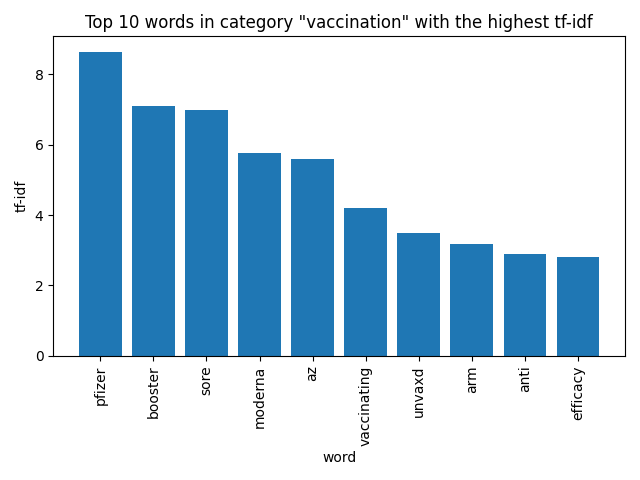 Top 10 words in category "vaccination" with the highest tf-idf
tf-idf
8
6
4
2
0
pfizer
booster
sore
moderna
az
vaccinating
unvaxd
arm
anti
efficacy
word